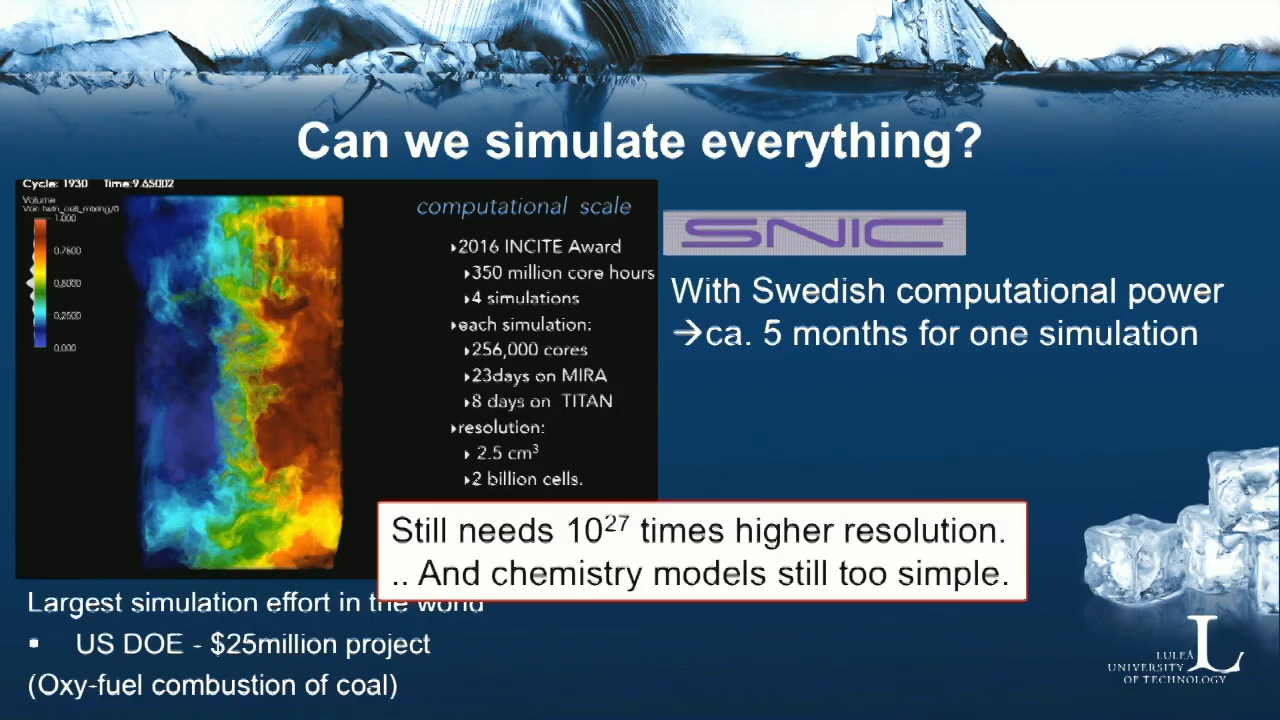 Can we simulate everything?
Cycle: 1930 Time:9.65002
Volume
1.000
0.7500
0.5000
0.2500
0.000
computational scale
2016 INCITE Award
350 million core hours
4 simulations
each simulation:
256,000 cores
23days on MIRA
8 days on TITAN
resolution:
2.5 cm³
2 billion cells.
SNIC
With Swedish computational power
→ca. 5 months for one simulation
Still needs 10²⁷ times higher resolution.
.. And chemistry models still too simple.
Largest simulation effort in the world
▪ US DOE - $25million project
(Oxy-fuel combustion of coal)
LULEÅ
UNIVERSITY
OF TECHNOLOGY
L